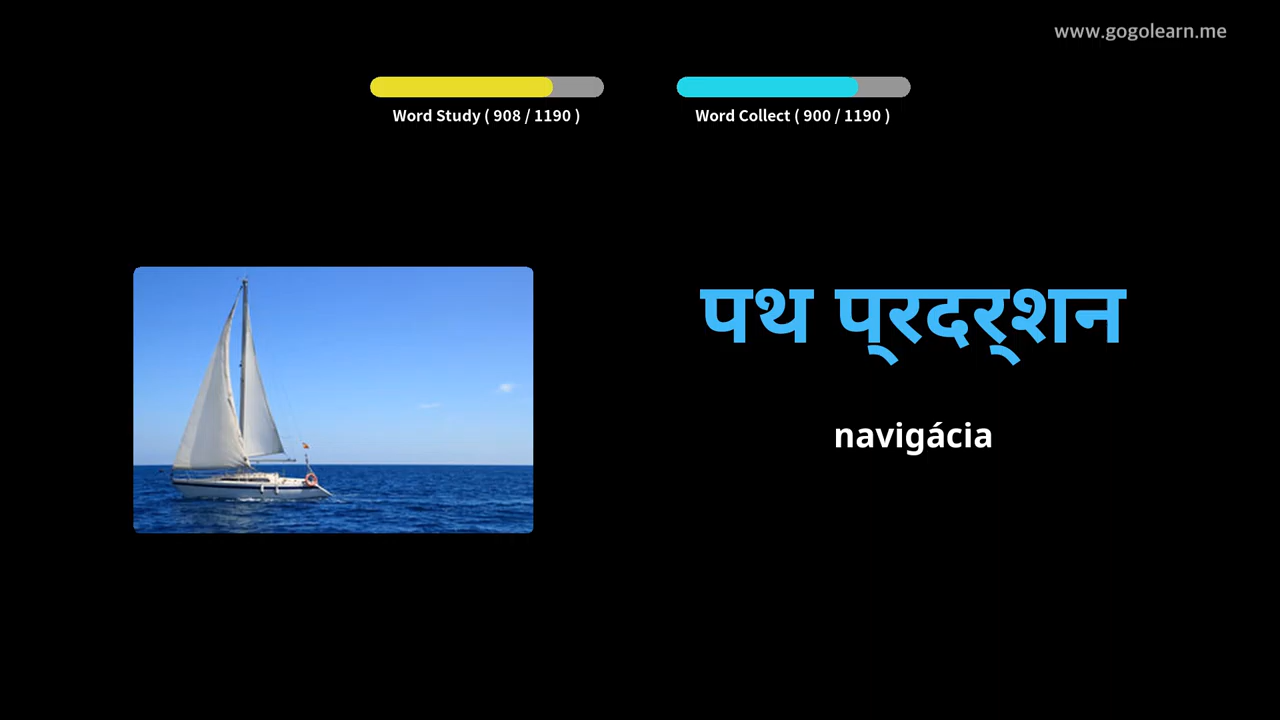 www.gogolearn.me
Word Study ( 908 / 1190 )
Word Collect ( 900 / 1190 )
पथ प्रदर्शन
navigácia